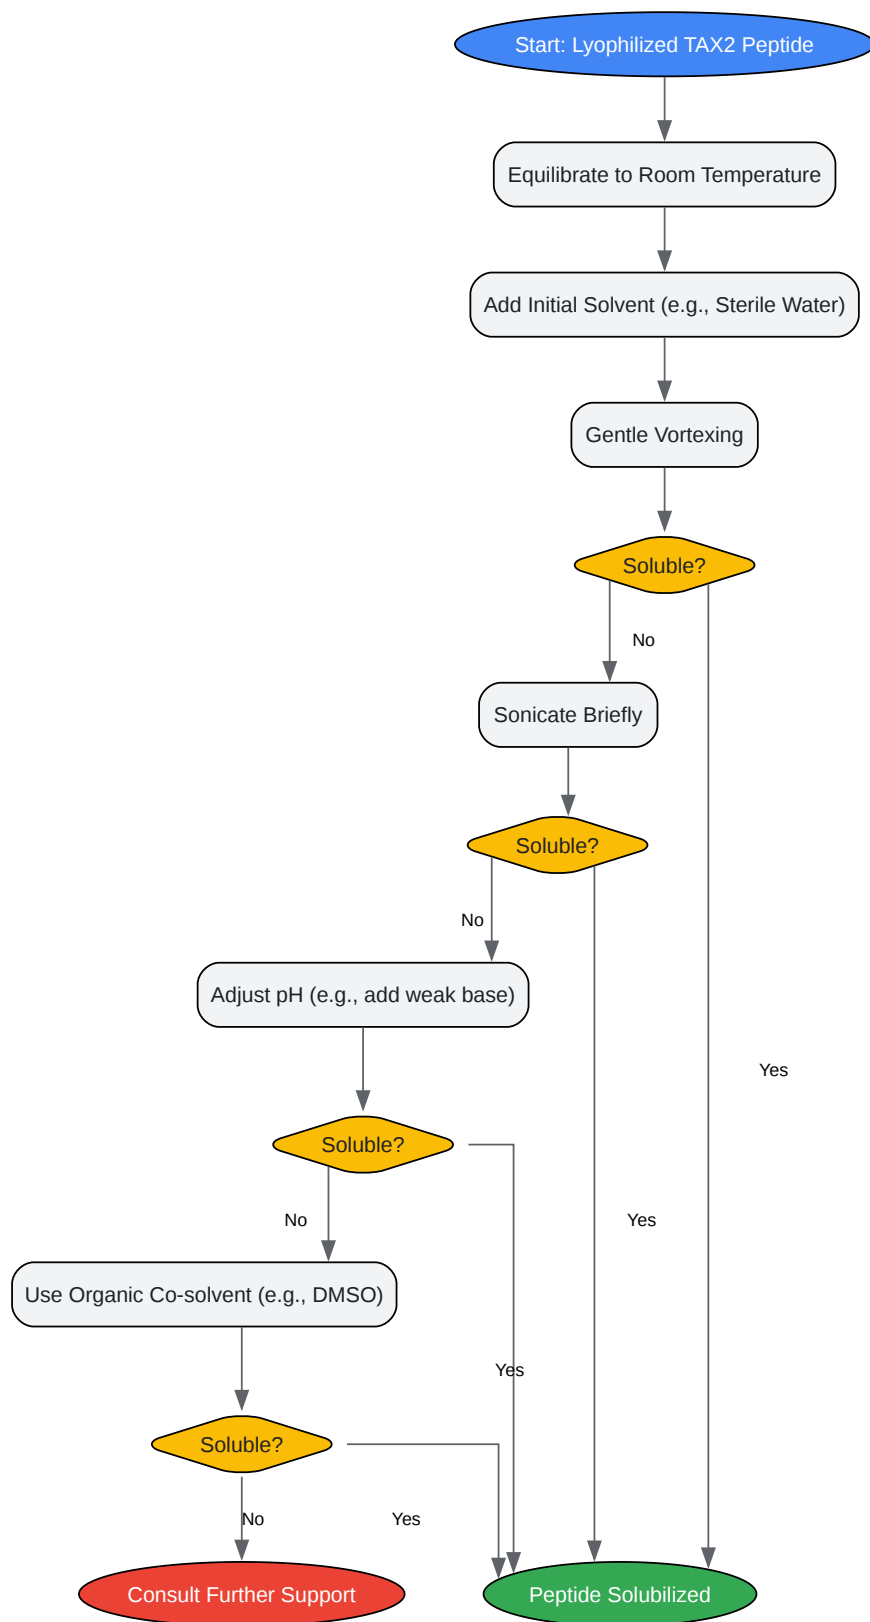 Start: Lyophilized TAX2 Peptide
Equilibrate to Room Temperature
Add Initial Solvent (e.g., Sterile Water)
Gentle Vortexing
Soluble?
No
Sonicate Briefly
Soluble?
No
Adjust pH (e.g., add weak base)
Yes
Soluble?
No
Yes
Use Organic Co-solvent (e.g., DMSO)
Yes
Soluble?
No
Yes
Consult Further Support
Peptide Solubilized